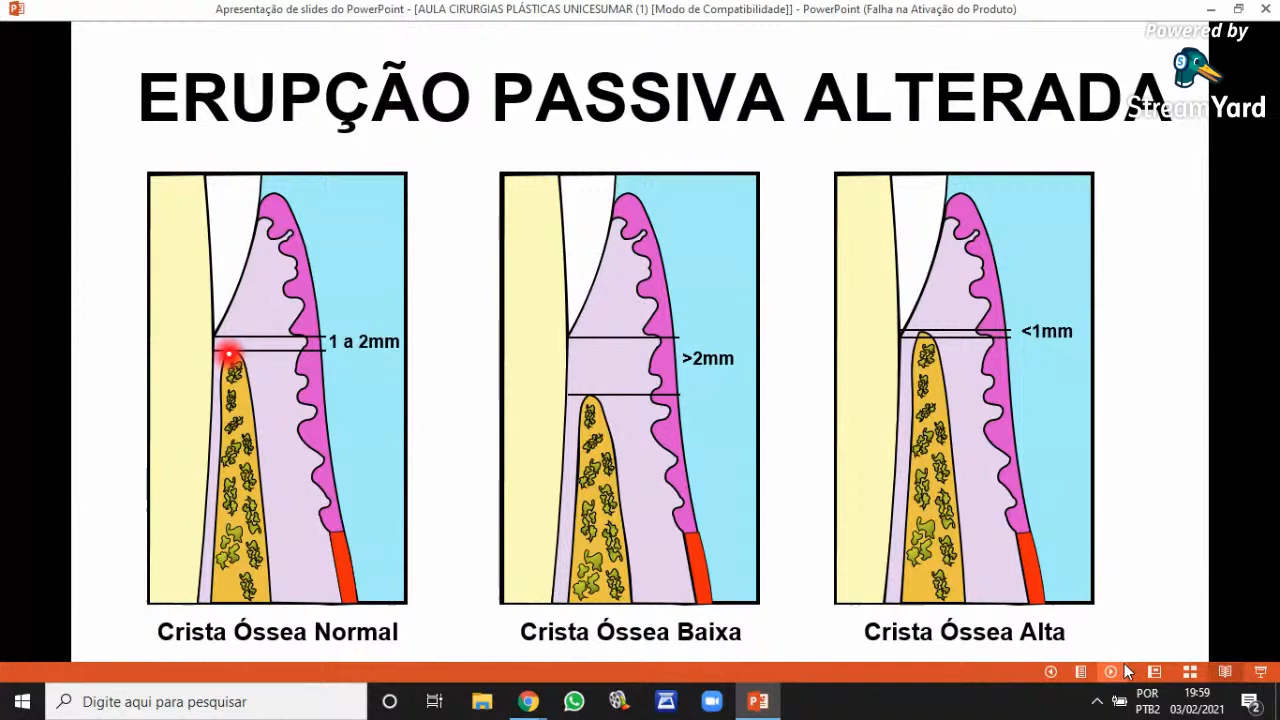 Apresentação de slides do PowerPoint - [AULA CIRURGIAS PLÁSTICAS UNICESUMAR (1) [Modo de Compatibilidade]] - PowerPoint (Falha na Ativação do Produto)
Powered by
StreamYard
ERUPÇÃO PASSIVA ALTERADA
1 a 2mm
>2mm
<1mm
Crista Óssea Normal
Crista Óssea Baixa
Crista Óssea Alta
Digite aqui para pesquisar
POR
PTB2
19:59
03/02/2021
2